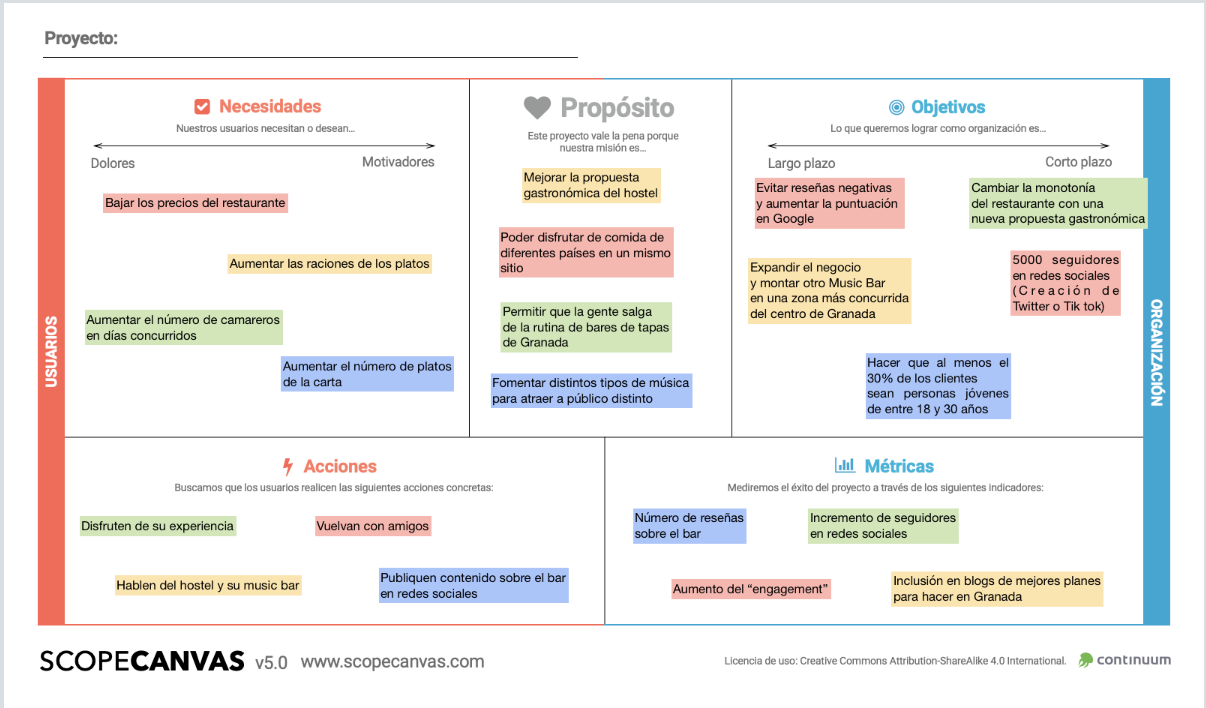 Proyecto:
USUARIOS
Necesidades
Nuestros usuarios necesitan o desean...
Dolores
Motivadores
Bajar los precios del restaurante
Aumentar las raciones de los platos
Aumentar el número de camareros
en días concurridos
Aumentar el número de platos
de la carta
Propósito
Este proyecto vale la pena porque
nuestra misión es...
Mejorar la propuesta
gastronómica del hostel
Poder disfrutar de comida de
diferentes países en un mismo
sitio
Permitir que la gente salga
de la rutina de bares de tapas
de Granada
Fomentar distintos tipos de música
para atraer a público distinto
Objetivos
Lo que queremos lograr como organización es...
Largo plazo
Corto plazo
Evitar reseñas negativas
y aumentar la puntuación
en Google
Cambiar la monotonía
del restaurante con una
nueva propuesta gastronómica
Expandir el negocio
y montar otro Music Bar
en una zona más concurrida
del centro de Granada
5000 seguidores
en redes sociales
(Creación de
Twitter o Tik tok)
Hacer que al menos el
30% de los clientes
sean personas jóvenes
de entre 18 y 30 años
ORGANIZACIÓN
Acciones
Buscamos que los usuarios realicen las siguientes acciones concretas:
Disfruten de su experiencia
Vuelvan con amigos
Hablen del hostel y su music bar
Publiquen contenido sobre el bar
en redes sociales
Métricas
Mediremos el éxito del proyecto a través de los siguientes indicadores:
Número de reseñas
sobre el bar
Incremento de seguidores
en redes sociales
Aumento del “engagement”
Inclusión en blogs de mejores planes
para hacer en Granada
SCOPECANVAS v5.0 www.scopecanvas.com
Licencia de uso: Creative Commons Attribution-ShareAlike 4.0 International.
continuum